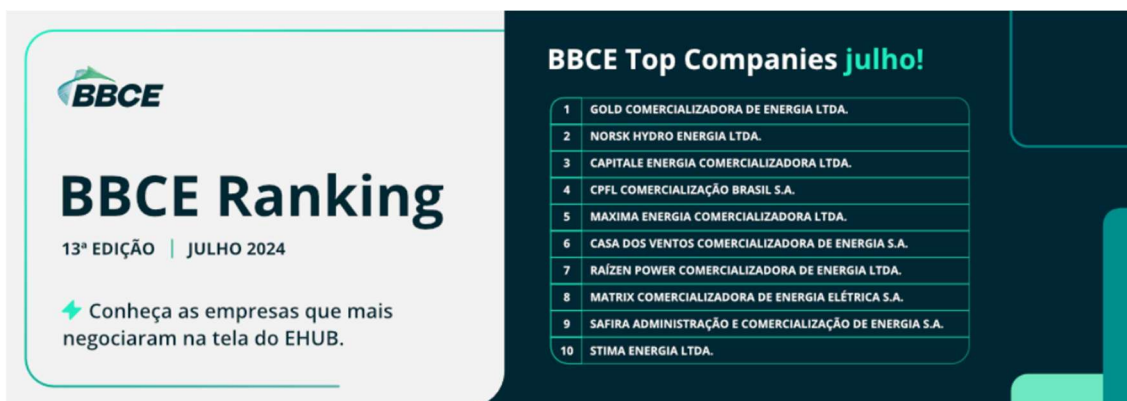 BBCE
BBCE Ranking
13ª EDIÇÃO | JULHO 2024
Conheça as empresas que mais
negociaram na tela do EHUB.
BBCE Top Companies julho!
1 GOLD COMERCIALIZADORA DE ENERGIA LTDA.
2 NORSK HYDRO ENERGIA LTDA.
3 CAPITALE ENERGIA COMERCIALIZADORA LTDA.
4 CPFL COMERCIALIZAÇÃO BRASIL S.A.
5 MAXIMA ENERGIA COMERCIALIZADORA LTDA.
6 CASA DOS VENTOS COMERCIALIZADORA DE ENERGIA S.A.
7 RAÍZEN POWER COMERCIALIZADORA DE ENERGIA LTDA.
8 MATRIX COMERCIALIZADORA DE ENERGIA ELÉTRICA S.A.
9 SAFIRA ADMINISTRAÇÃO E COMERCIALIZAÇÃO DE ENERGIA S.A.
10 STIMA ENERGIA LTDA.